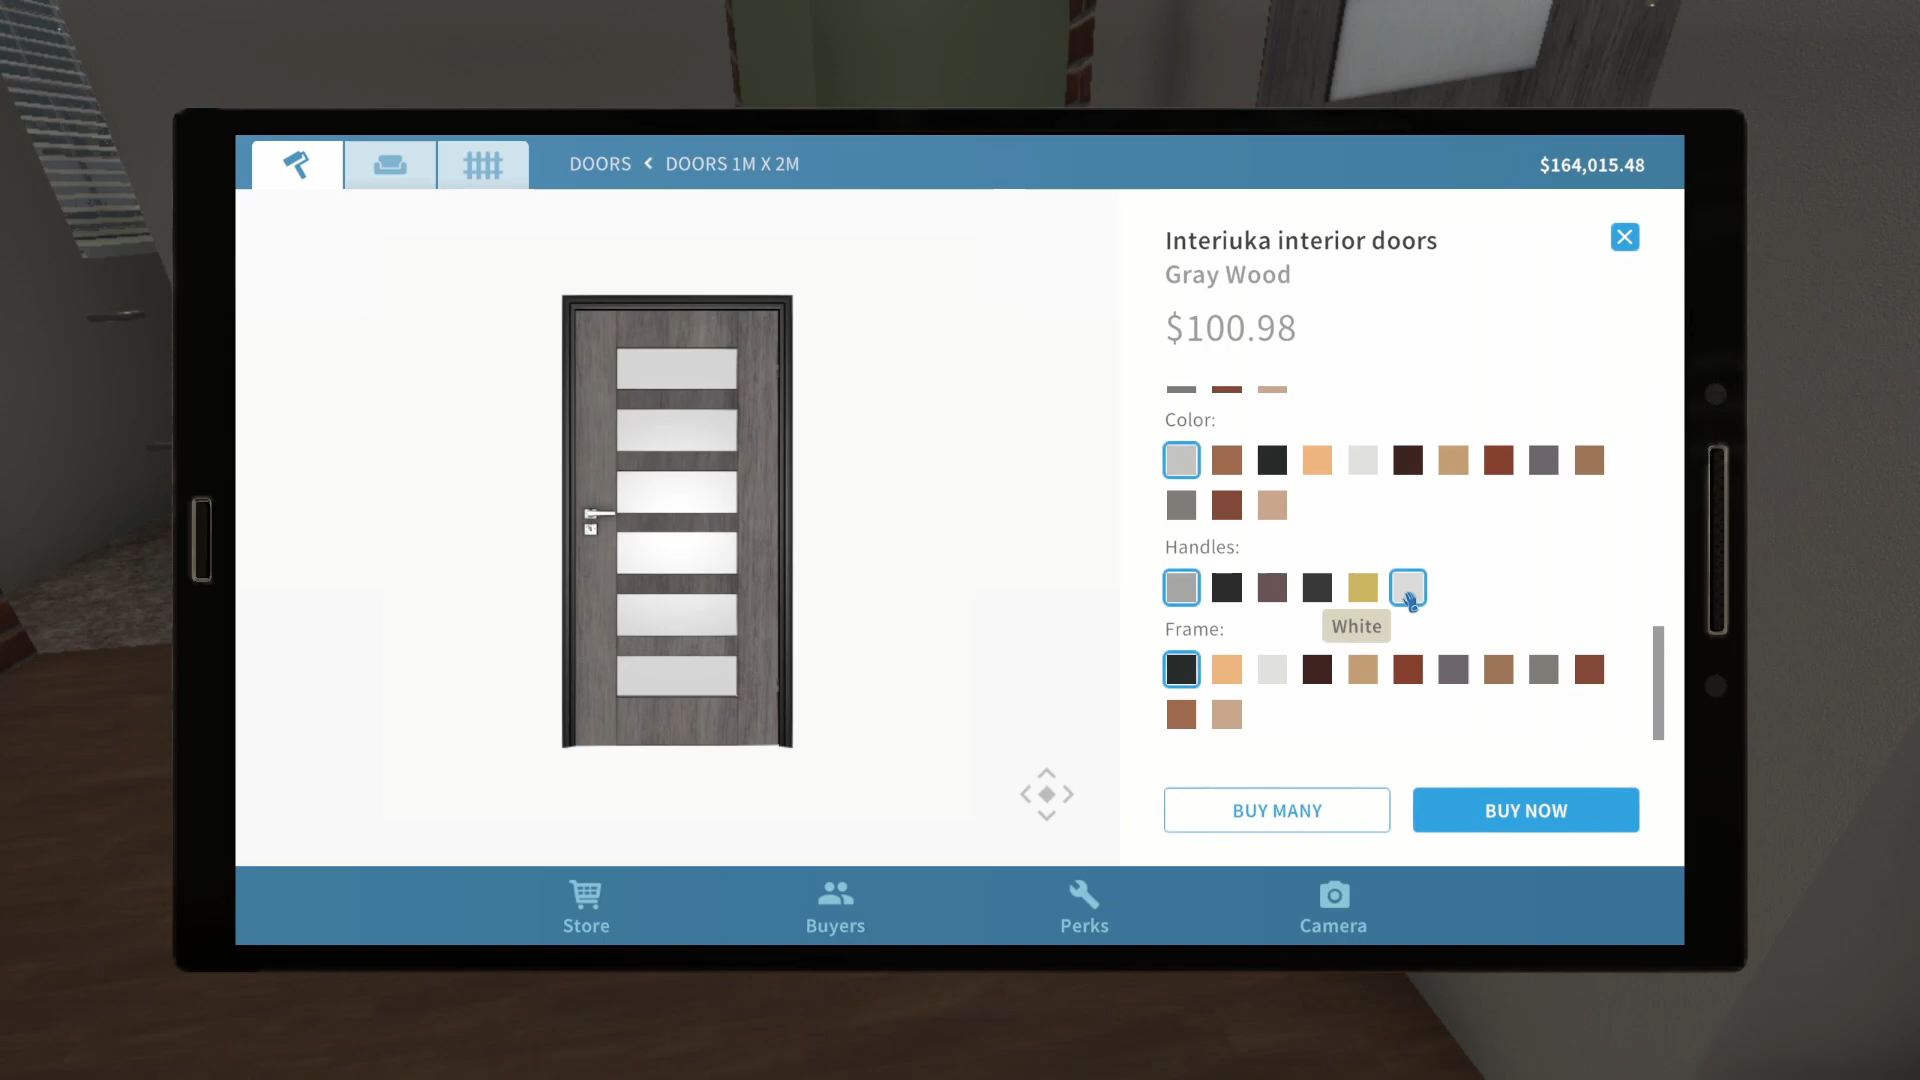 DOORS < DOORS 1M X 2M
$164,015.48
Interiuka interior doors
Gray Wood
$100.98
Color:
Handles:
White
Frame:
BUY MANY
BUY NOW
Store
Buyers
Perks
Camera